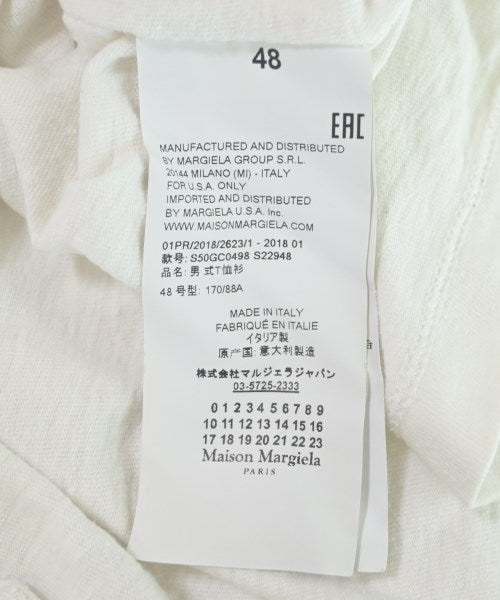 48
EAC
MANUFACTURED AND DISTRIBUTED
BY MARGIELA GROUP S.R.L.
20144 MILANO (MI) - ITALY
FOR U.S.A. ONLY
IMPORTED AND DISTRIBUTED
BY MARGIELA U.S.A. Inc.
WWW.MAISONMARGIELA.COM
01PR/2018/2623/1 - 2018 01
款号: S50GC0498 S22948
品名: 男 式T恤衫
48 号型: 170/88A
MADE IN ITALY
FABRIQUÉ EN ITALIE
イタリア製
原产国: 意大利製造
株式会社マルジェラジャパン
03-5725-2333
0 1 2 3 4 5 6 7 8 9
10 11 12 13 14 15 16
17 18 19 20 21 22 23
Maison Margiela
PARIS